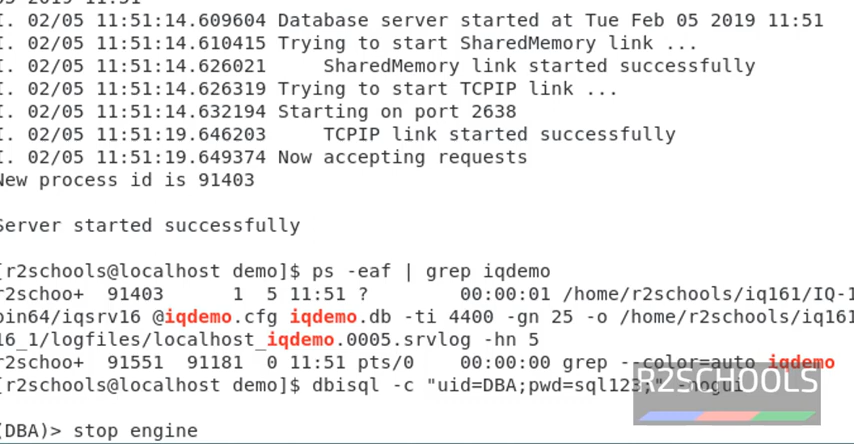 05 2019 11:51
I. 02/05 11:51:14.609604 Database server started at Tue Feb 05 2019 11:51
I. 02/05 11:51:14.610415 Trying to start SharedMemory link ...
I. 02/05 11:51:14.626021     SharedMemory link started successfully
I. 02/05 11:51:14.626319 Trying to start TCPIP link ...
I. 02/05 11:51:14.632194 Starting on port 2638
I. 02/05 11:51:19.646203     TCPIP link started successfully
I. 02/05 11:51:19.649374 Now accepting requests
New process id is 91403
Server started successfully
[r2schools@localhost demo]$ ps -eaf | grep iqdemo
r2schoo+  91403      1  5 11:51 ?        00:00:01 /home/r2schools/iq161/IQ-1
bin64/iqsrv16 @iqdemo.cfg iqdemo.db -ti 4400 -gn 25 -o /home/r2schools/iq161
16_1/logfiles/localhost_iqdemo.0005.srvlog -hn 5
r2schoo+  91551  91181  0 11:51 pts/0    00:00:00 grep --color=auto iqdemo
[r2schools@localhost demo]$ dbisql -c "uid=DBA;pwd=sql123;" -nogui
R2SCHOOLS
(DBA)> stop engine